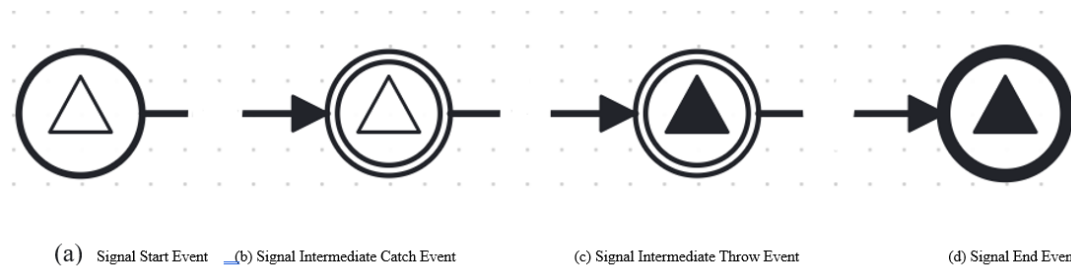 (a) Signal Start Event (b) Signal Intermediate Catch Event (c) Signal Intermediate Throw Event (d) Signal End Even